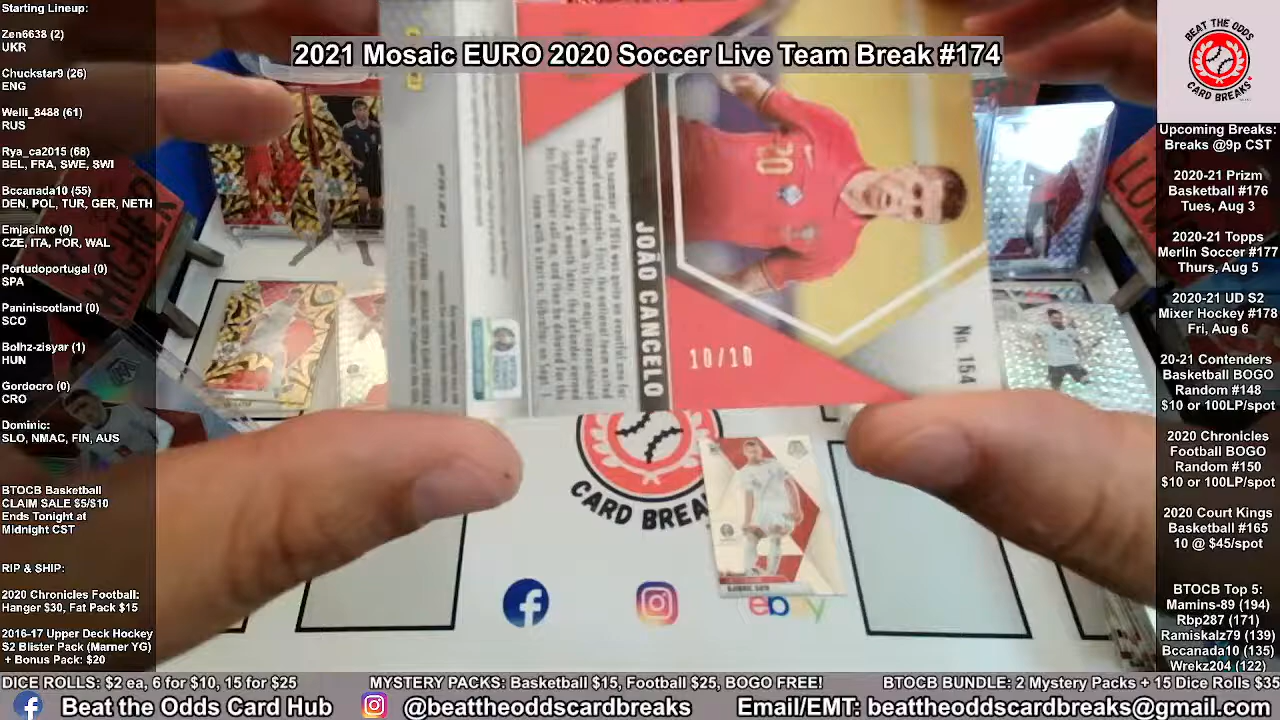 2021 Mosaic EURO 2020 Soccer Live Team Break #174
Starting Lineup:
Zen6638 (2)
UKR
Chuckstar9 (26)
ENG
Welli_8488 (61)
RUS
Rya_ca2015 (68)
BEL, FRA, SWE, SWI
Bccanada10 (55)
DEN, POL, TUR, GER, NETH
Emjacinto (0)
CZE, ITA, POR, WAL
Portudoportugal (0)
SPA
Paniniscotland (0)
SCO
Bolhz-zisyar (1)
HUN
Gordocro (0)
CRO
Dominic:
SLO, NMAC, FIN, AUS
BTOCB Basketball
CLAIM SALE $5/$10
Ends Tonight at
Midnight CST
RIP & SHIP:
2020 Chronicles Football:
Hanger $30, Fat Pack $15
2016-17 Upper Deck Hockey
S2 Blister Pack (Marner YG)
+ Bonus Pack: $20
JOÃO CANCELO
10/10
No. 154
20
CARD BREA
ebay
BEAT THE ODDS
CARD BREAKS
Upcoming Breaks:
Breaks @9p CST
2020-21 Prizm
Basketball #176
Tues, Aug 3
2020-21 Topps
Merlin Soccer #177
Thurs, Aug 5
2020-21 UD S2
Mixer Hockey #178
Fri, Aug 6
20-21 Contenders
Basketball BOGO
Random #148
$10 or 100LP/spot
2020 Chronicles
Football BOGO
Random #150
$10 or 100LP/spot
2020 Court Kings
Basketball #165
10 @ $45/spot
BTOCB Top 5:
Mamins-89 (194)
Rbp287 (171)
Ramiskalz79 (139)
Bccanada10 (135)
Wrekz204 (122)
DICE ROLLS: $2 ea, 6 for $10, 15 for $25
MYSTERY PACKS: Basketball $15, Football $25, BOGO FREE!
BTOCB BUNDLE: 2 Mystery Packs + 15 Dice Rolls $35
Beat the Odds Card Hub
@beattheoddscardbreaks
Email/EMT: beattheoddscardbreaks@gmail.com